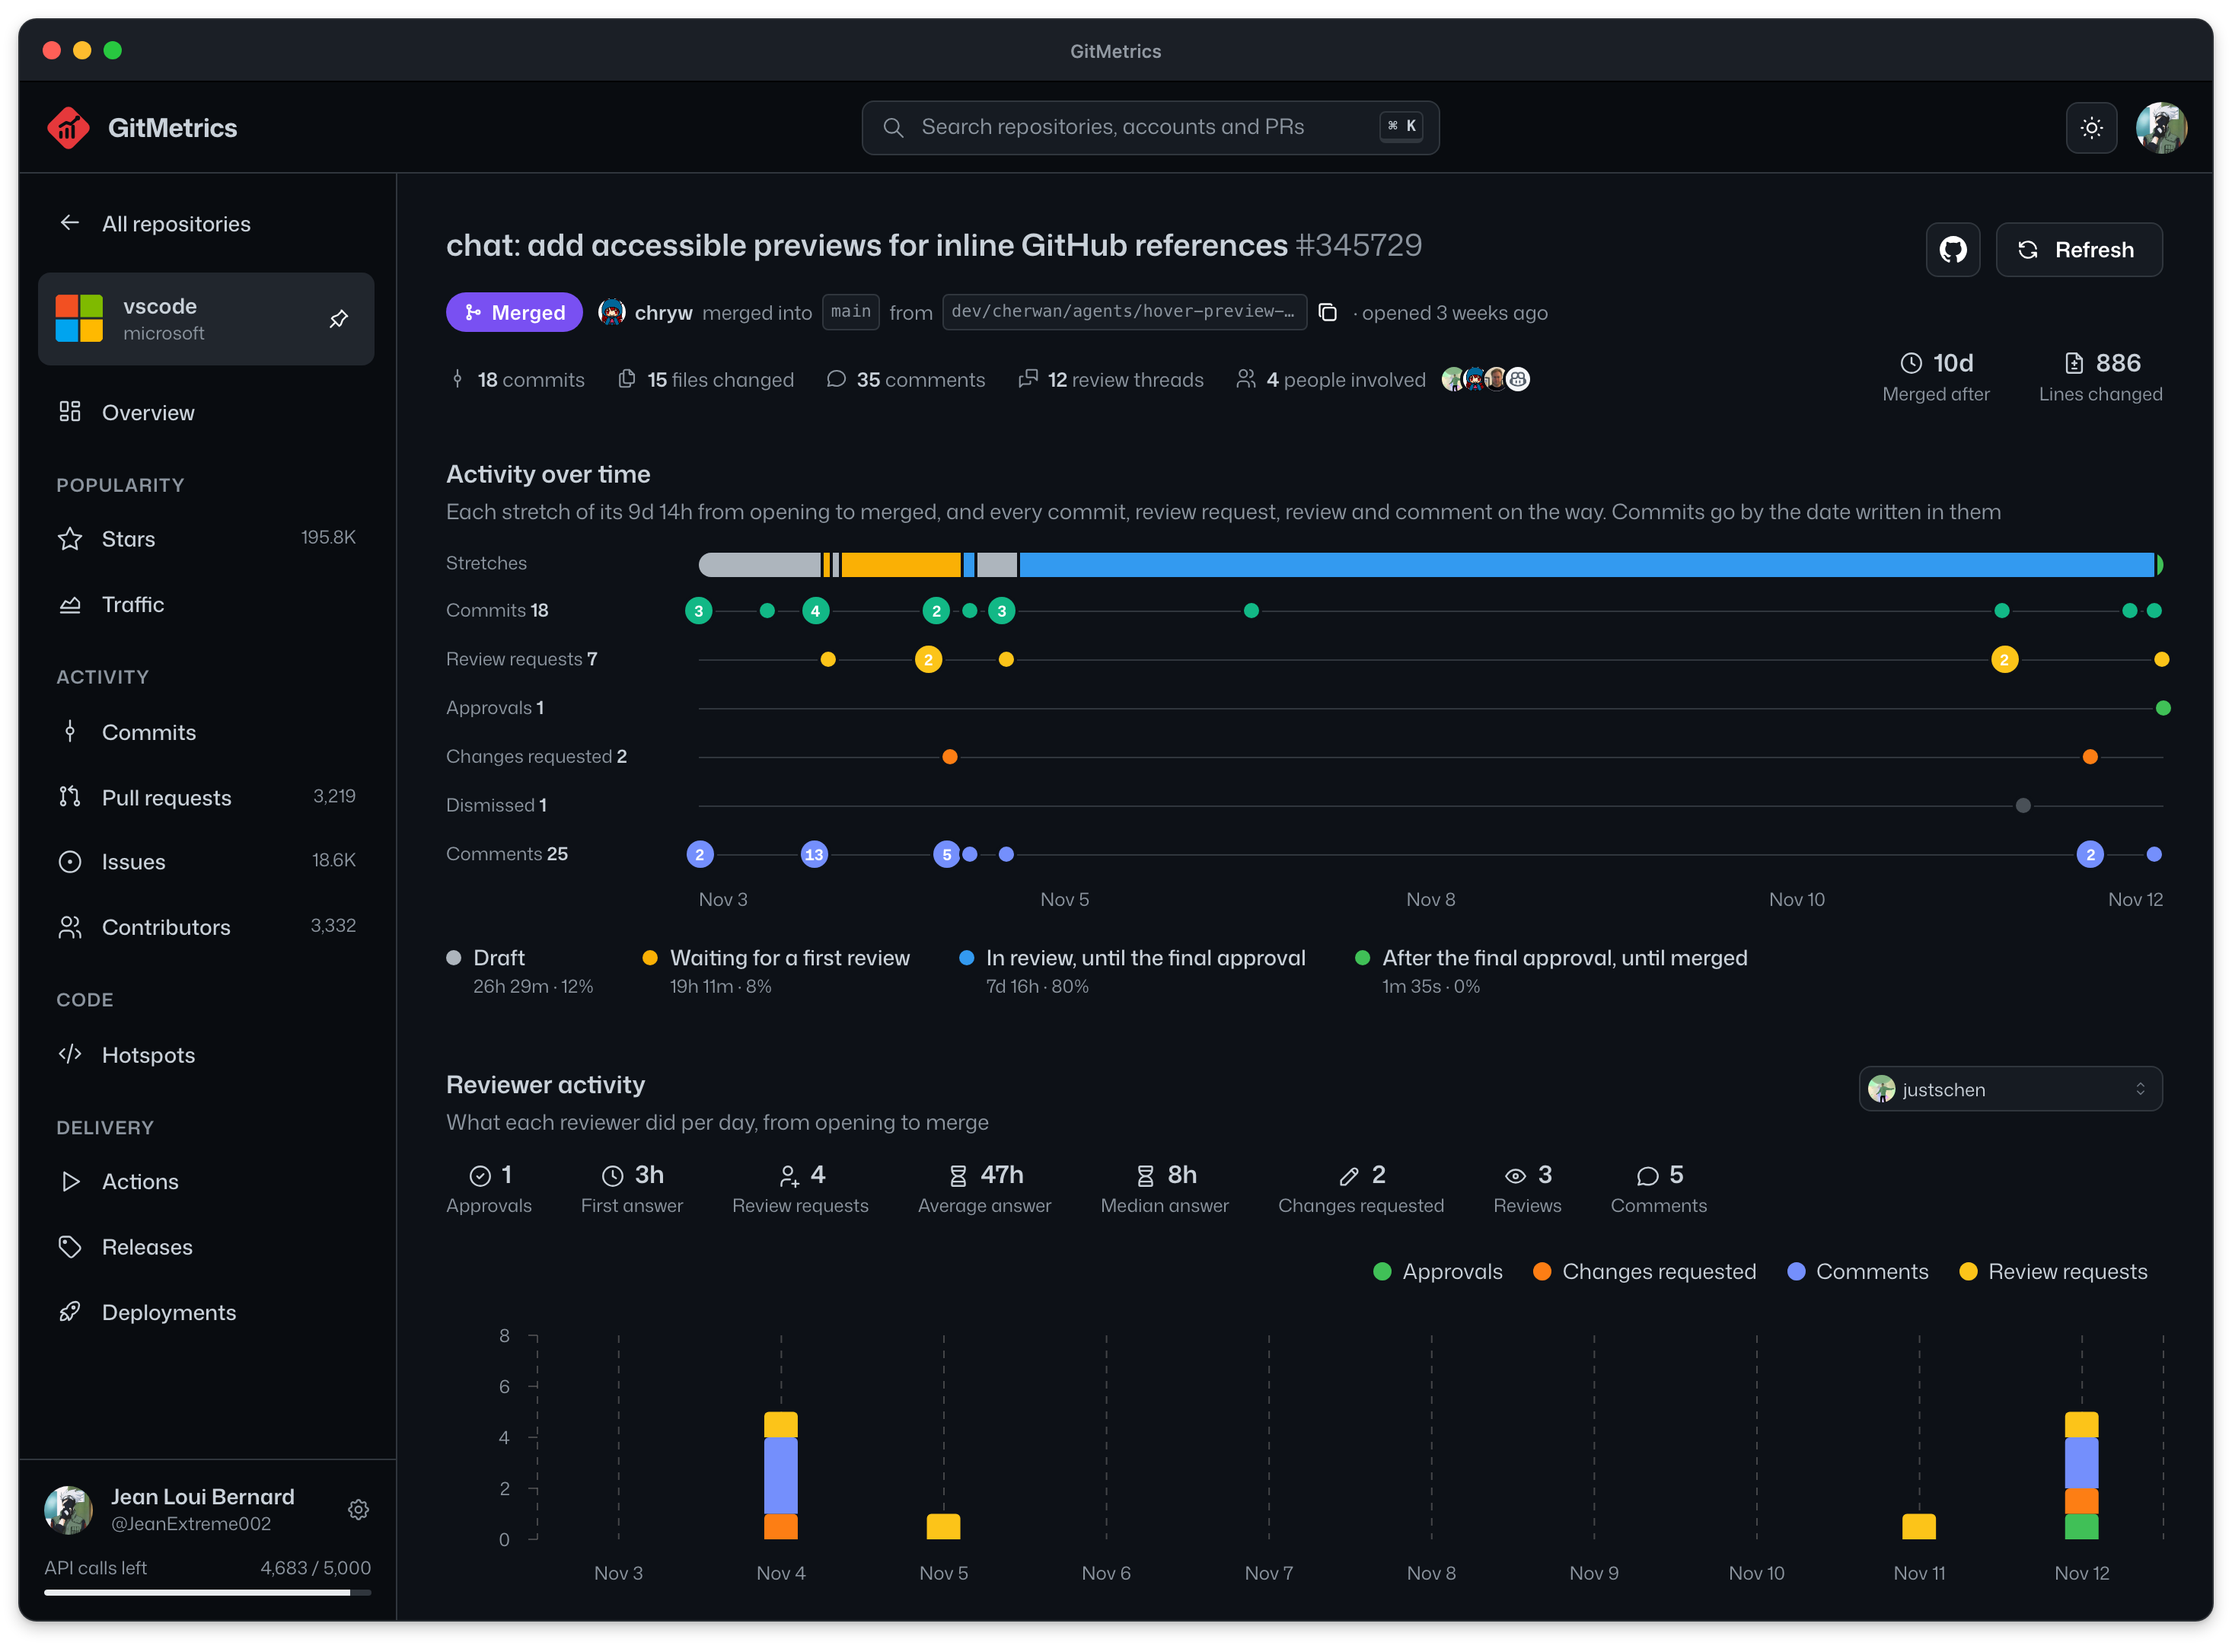 GitMetrics
GitMetrics
Search repositories, accounts and PRs
⌘ K
All repositories
vscode
microsoft
Overview
POPULARITY
Stars 195.8K
Traffic
ACTIVITY
Commits
Pull requests 3,219
Issues 18.6K
Contributors 3,332
CODE
Hotspots
DELIVERY
Actions
Releases
Deployments
Jean Loui Bernard
@JeanExtreme002
API calls left 4,683 / 5,000
chat: add accessible previews for inline GitHub references #345729
Refresh
Merged chryw merged into main from dev/cherwan/agents/hover-preview-… · opened 3 weeks ago
18 commits 15 files changed 35 comments 12 review threads 4 people involved
10d
Merged after
886
Lines changed
Activity over time
Each stretch of its 9d 14h from opening to merged, and every commit, review request, review and comment on the way. Commits go by the date written in them
Stretches
Commits 18 3 4 2 3
Review requests 7 2 2
Approvals 1
Changes requested 2
Dismissed 1
Comments 25 2 13 5 2
Nov 3 Nov 5 Nov 8 Nov 10 Nov 12
Draft
26h 29m · 12%
Waiting for a first review
19h 11m · 8%
In review, until the final approval
7d 16h · 80%
After the final approval, until merged
1m 35s · 0%
Reviewer activity
What each reviewer did per day, from opening to merge
justschen
1
Approvals
3h
First answer
4
Review requests
47h
Average answer
8h
Median answer
2
Changes requested
3
Reviews
5
Comments
Approvals Changes requested Comments Review requests
8
6
4
2
0
Nov 3 Nov 4 Nov 5 Nov 6 Nov 7 Nov 8 Nov 9 Nov 10 Nov 11 Nov 12